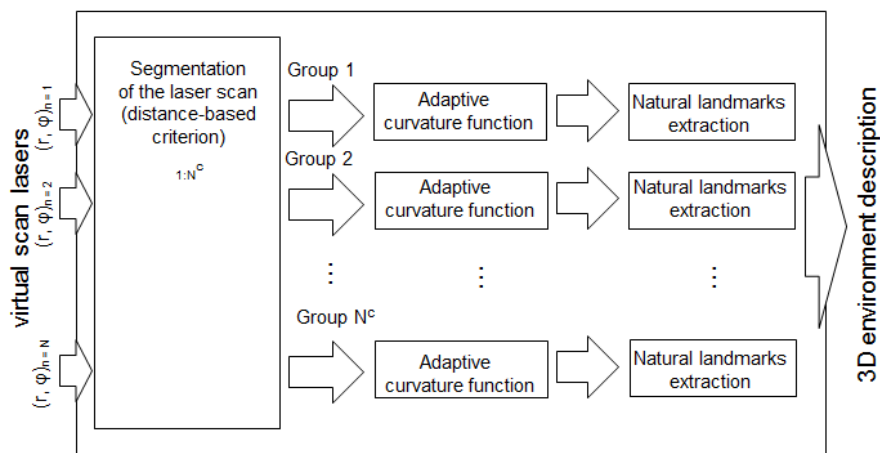 virtual scan lasers
(r, φ)n = 1
(r, φ)n = 2
(r, φ)n = N
Segmentation
of the laser scan
(distance-based
criterion)
1:Nᶜ
Group 1
Adaptive
curvature function
Natural landmarks
extraction
Group 2
Adaptive
curvature function
Natural landmarks
extraction
⋮ ⋮ ⋮
Group Nᶜ
Adaptive
curvature function
Natural landmarks
extraction
3D environment description